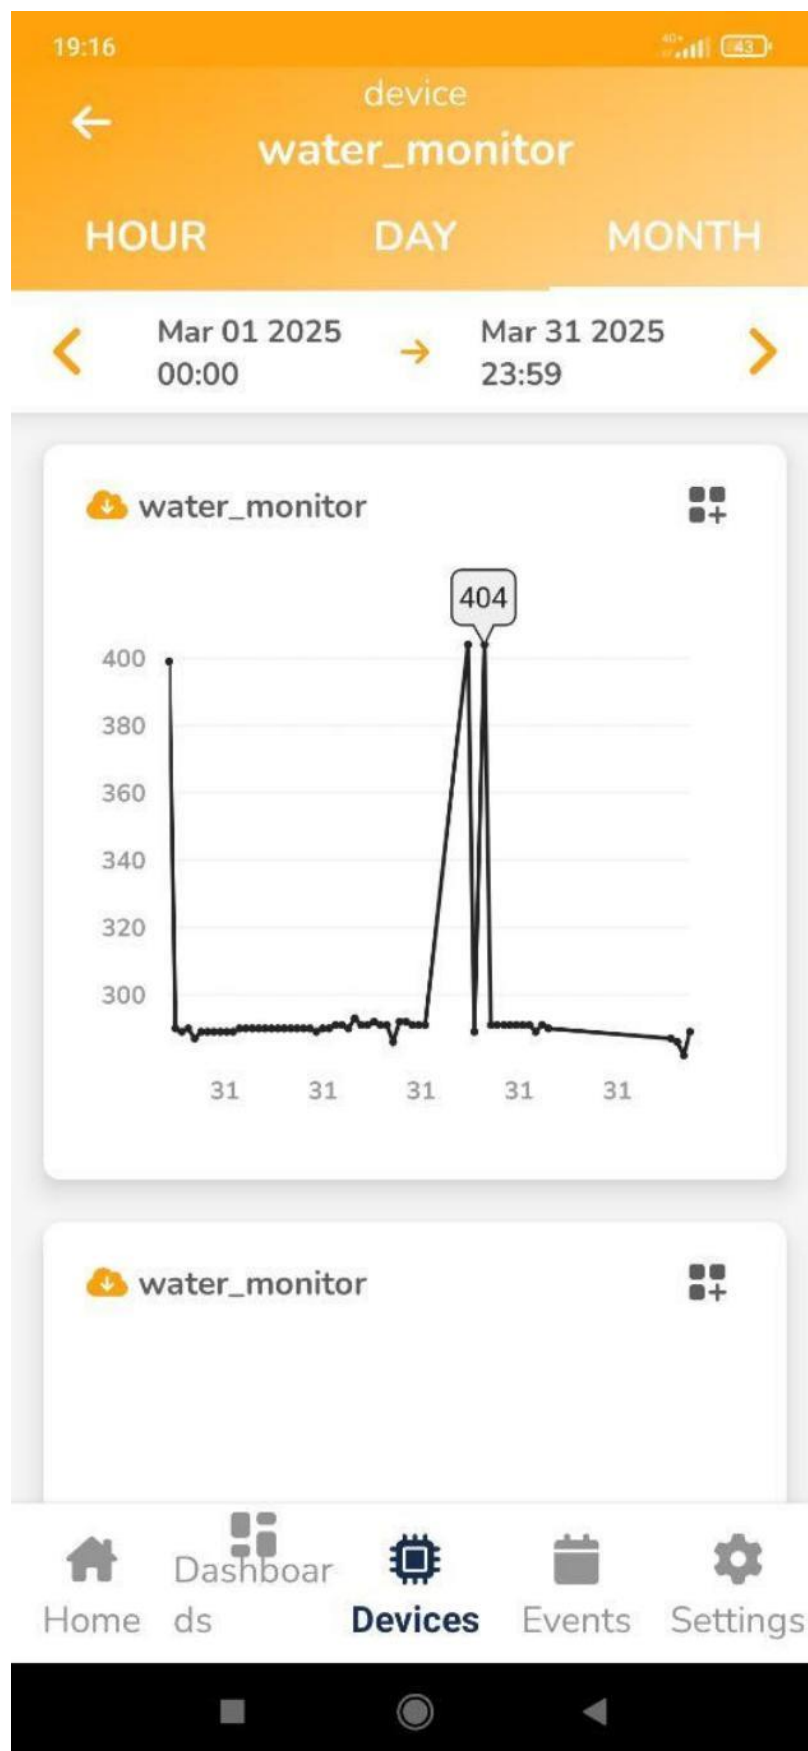 19:16
43
device
water_monitor
HOUR DAY MONTH
Mar 01 2025 → Mar 31 2025
00:00 23:59
water_monitor
404
400
380
360
340
320
300
31 31 31 31 31
water_monitor
Home Dashboar Devices Events Settings
ds